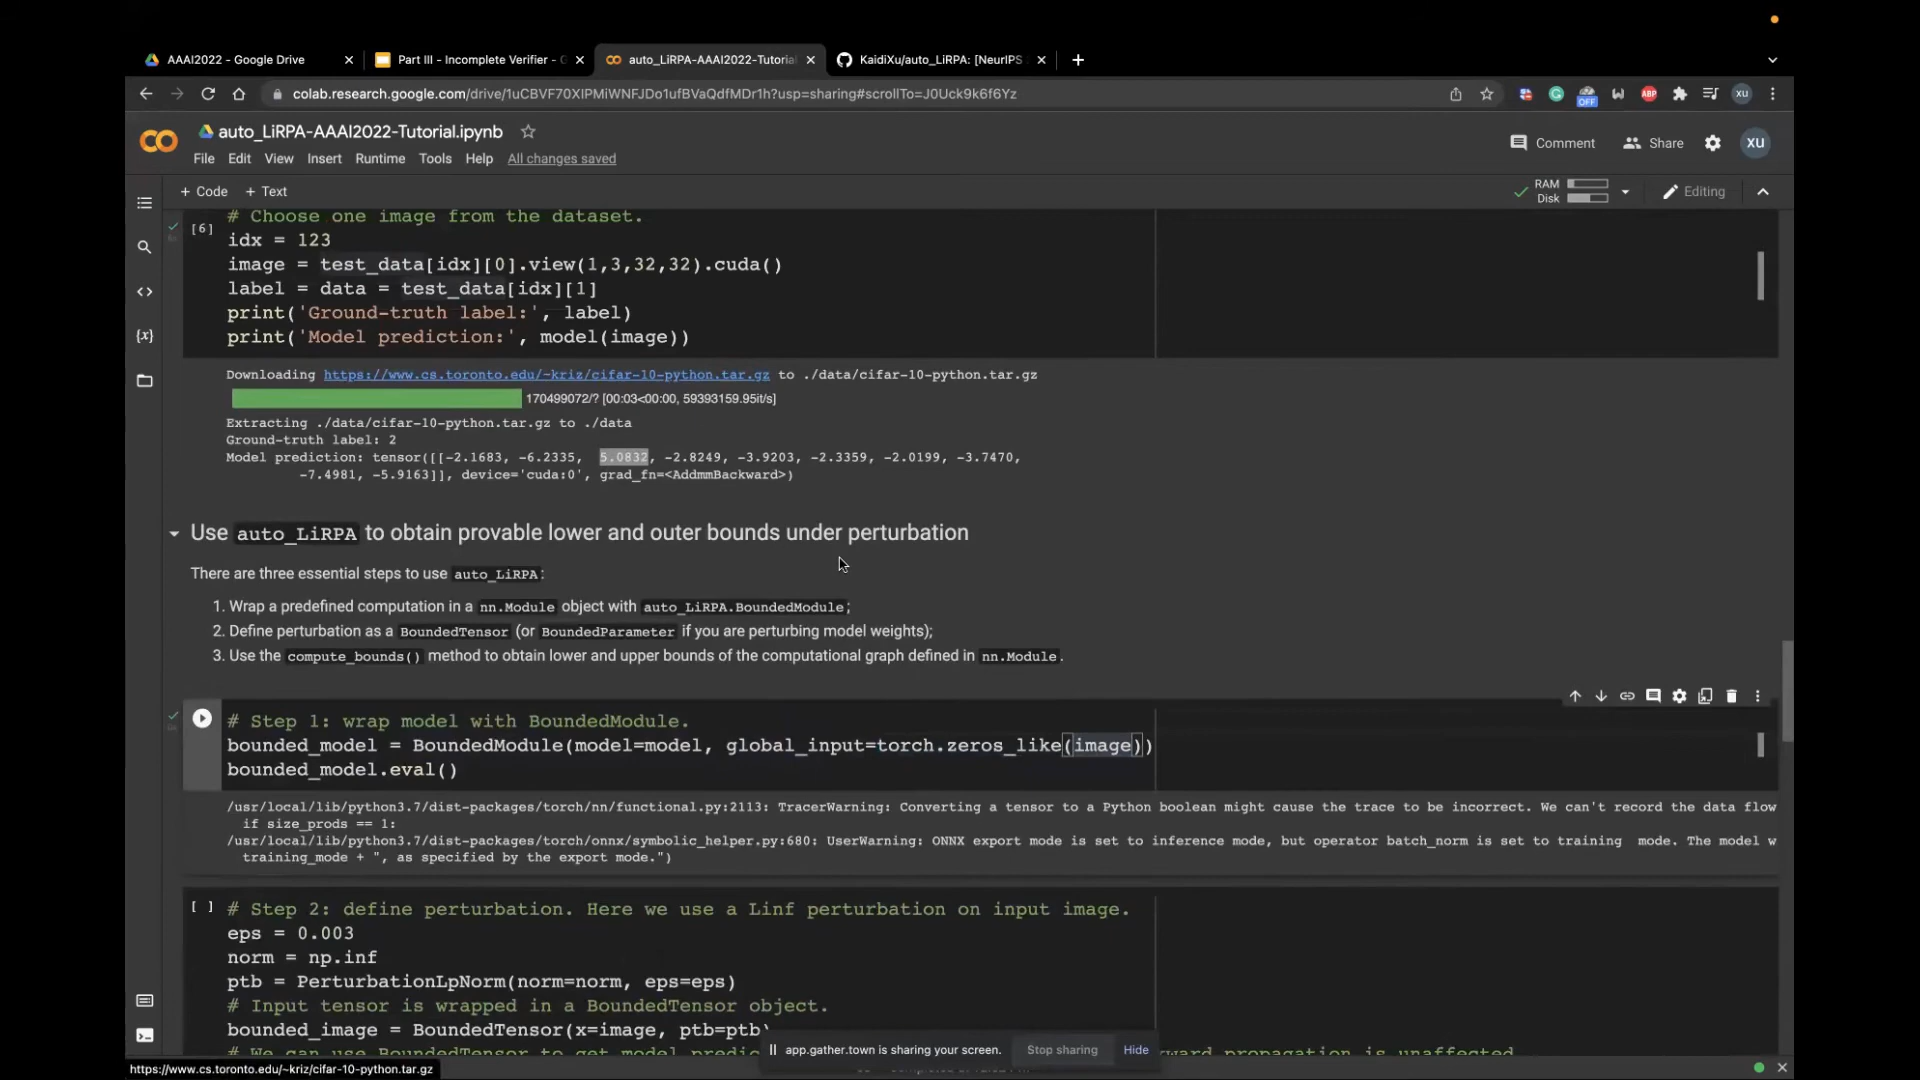 AAAI2022 - Google Drive
Part III - Incomplete Verifier - G
auto_LiRPA-AAAI2022-Tutorial
KaidiXu/auto_LiRPA: [NeurIPS
colab.research.google.com/drive/1uCBVF70XIPMiWNFJDo1ufBVaQdfMDr1h?usp=sharing#scrollTo=J0Uck9k6f6Yz
OFF
ABP
XU
auto_LiRPA-AAAI2022-Tutorial.ipynb
File Edit View Insert Runtime Tools Help All changes saved
Comment Share XU
+ Code + Text
RAM
Disk
Editing
# Choose one image from the dataset.
[6]
idx = 123
image = test_data[idx][0].view(1,3,32,32).cuda()
label = data = test_data[idx][1]
print('Ground-truth label:', label)
print('Model prediction:', model(image))
Downloading https://www.cs.toronto.edu/~kriz/cifar-10-python.tar.gz to ./data/cifar-10-python.tar.gz
170499072/? [00:03<00:00, 59393159.95it/s]
Extracting ./data/cifar-10-python.tar.gz to ./data
Ground-truth label: 2
Model prediction: tensor([[-2.1683, -6.2335, 5.0832, -2.8249, -3.9203, -2.3359, -2.0199, -3.7470,
-7.4981, -5.9163]], device='cuda:0', grad_fn=<AddmmBackward>)
Use auto_LiRPA to obtain provable lower and outer bounds under perturbation
There are three essential steps to use auto_LiRPA:
1. Wrap a predefined computation in a nn.Module object with auto_LiRPA.BoundedModule;
2. Define perturbation as a BoundedTensor (or BoundedParameter if you are perturbing model weights);
3. Use the compute_bounds() method to obtain lower and upper bounds of the computational graph defined in nn.Module.
# Step 1: wrap model with BoundedModule.
bounded_model = BoundedModule(model=model, global_input=torch.zeros_like(image))
bounded_model.eval()
/usr/local/lib/python3.7/dist-packages/torch/nn/functional.py:2113: TracerWarning: Converting a tensor to a Python boolean might cause the trace to be incorrect. We can't record the data flow
if size_prods == 1:
/usr/local/lib/python3.7/dist-packages/torch/onnx/symbolic_helper.py:680: UserWarning: ONNX export mode is set to inference mode, but operator batch_norm is set to training mode. The model w
training_mode + ", as specified by the export mode.")
[ ]
# Step 2: define perturbation. Here we use a Linf perturbation on input image.
eps = 0.003
norm = np.inf
ptb = PerturbationLpNorm(norm=norm, eps=eps)
# Input tensor is wrapped in a BoundedTensor object.
bounded_image = BoundedTensor(x=image, ptb=ptb)
# We can use BoundedTensor to get model predic
propagation is unaffected.
app.gather.town is sharing your screen. Stop sharing Hide
https://www.cs.toronto.edu/~kriz/cifar-10-python.tar.gz